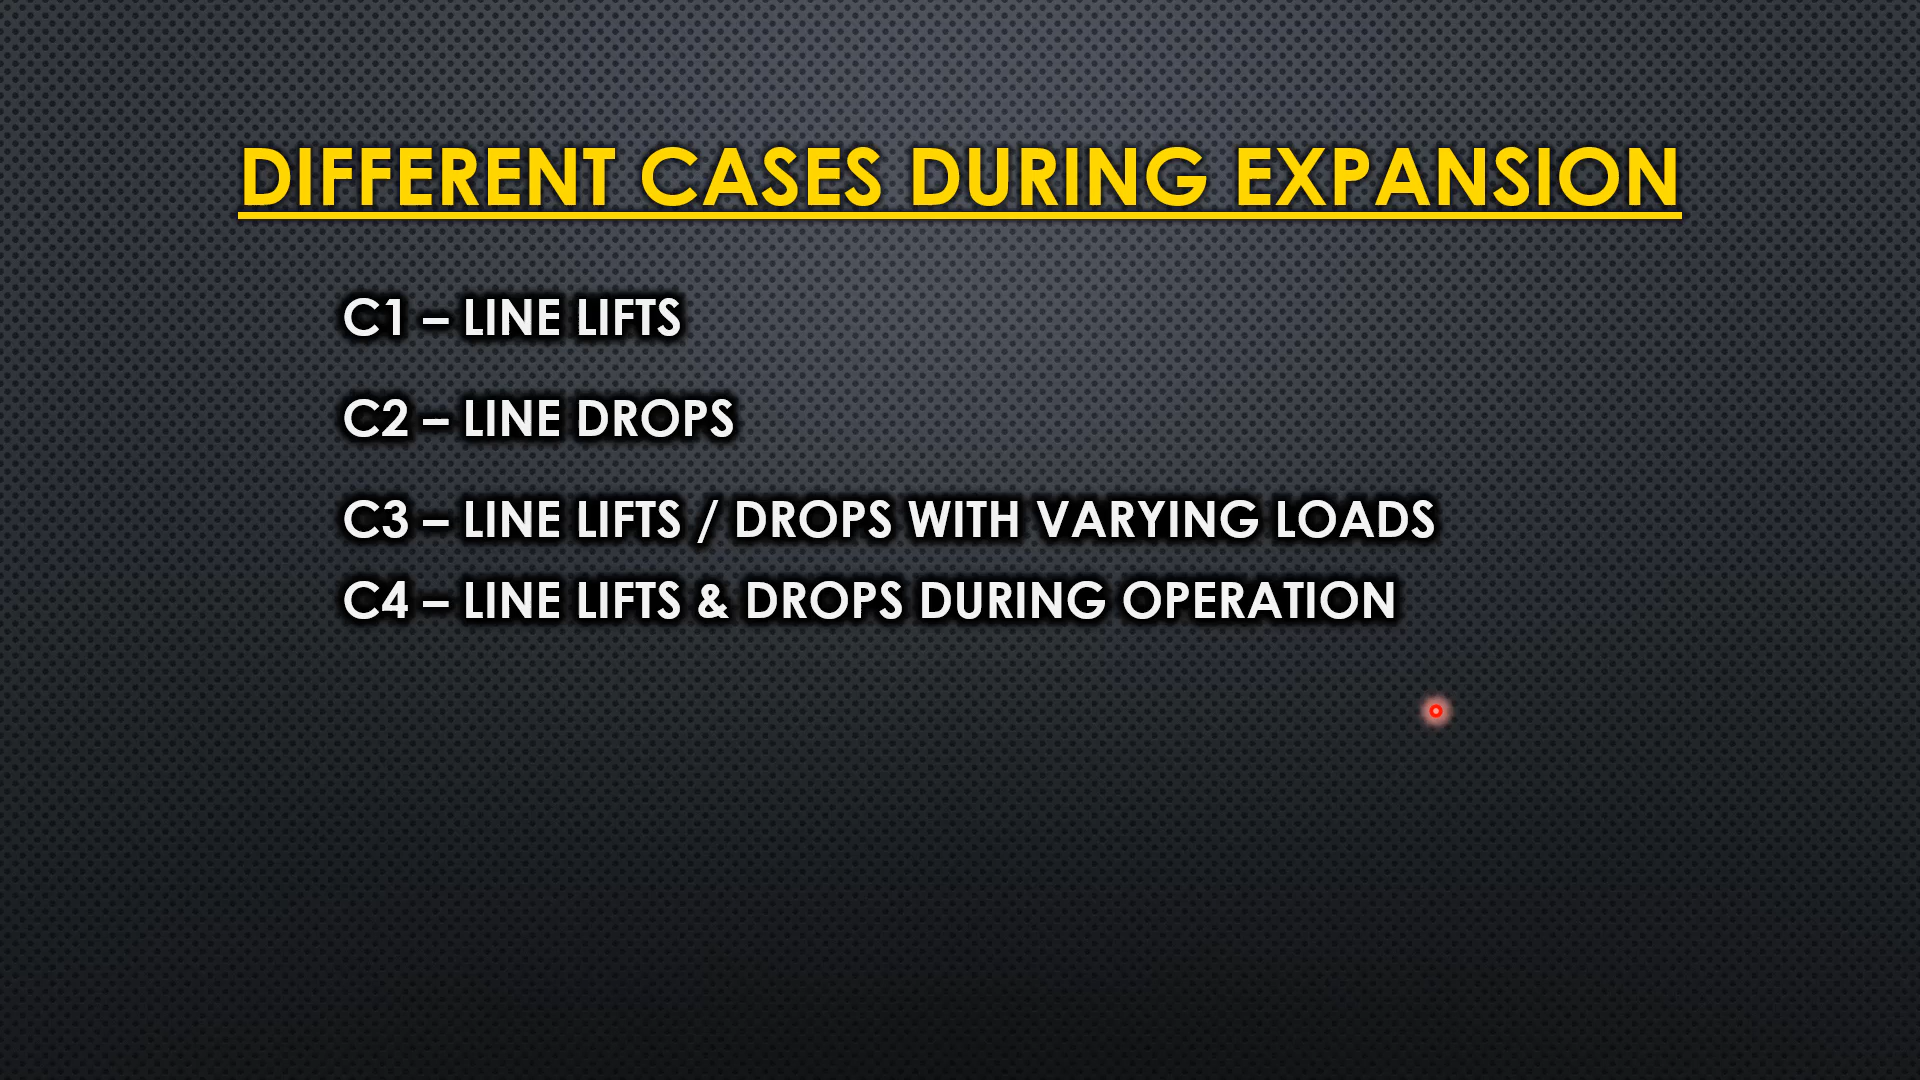 DIFFERENT CASES DURING EXPANSION
C1 – LINE LIFTS
C2 – LINE DROPS
C3 – LINE LIFTS / DROPS WITH VARYING LOADS
C4 – LINE LIFTS & DROPS DURING OPERATION